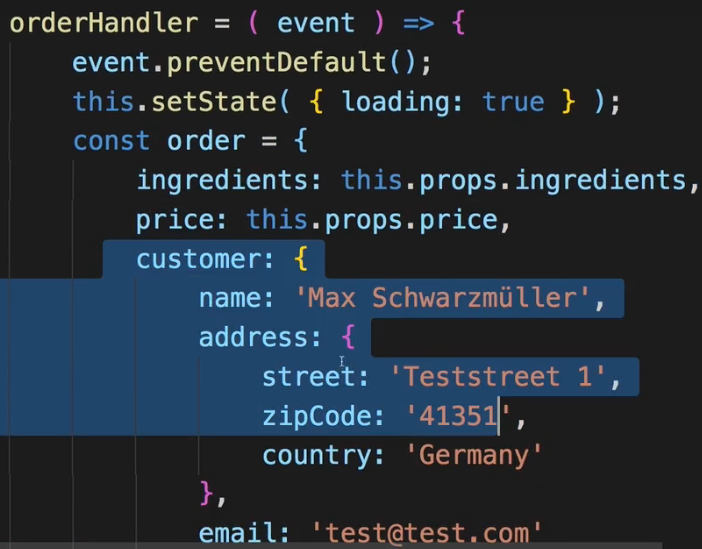 orderHandler = ( event ) => {
event.preventDefault();
this.setState( { loading: true } );
const order = {
ingredients: this.props.ingredients,
price: this.props.price,
customer: {
name: 'Max Schwarzmüller',
address: {
street: 'Teststreet 1',
zipCode: '41351',
country: 'Germany'
},
email: 'test@test.com'